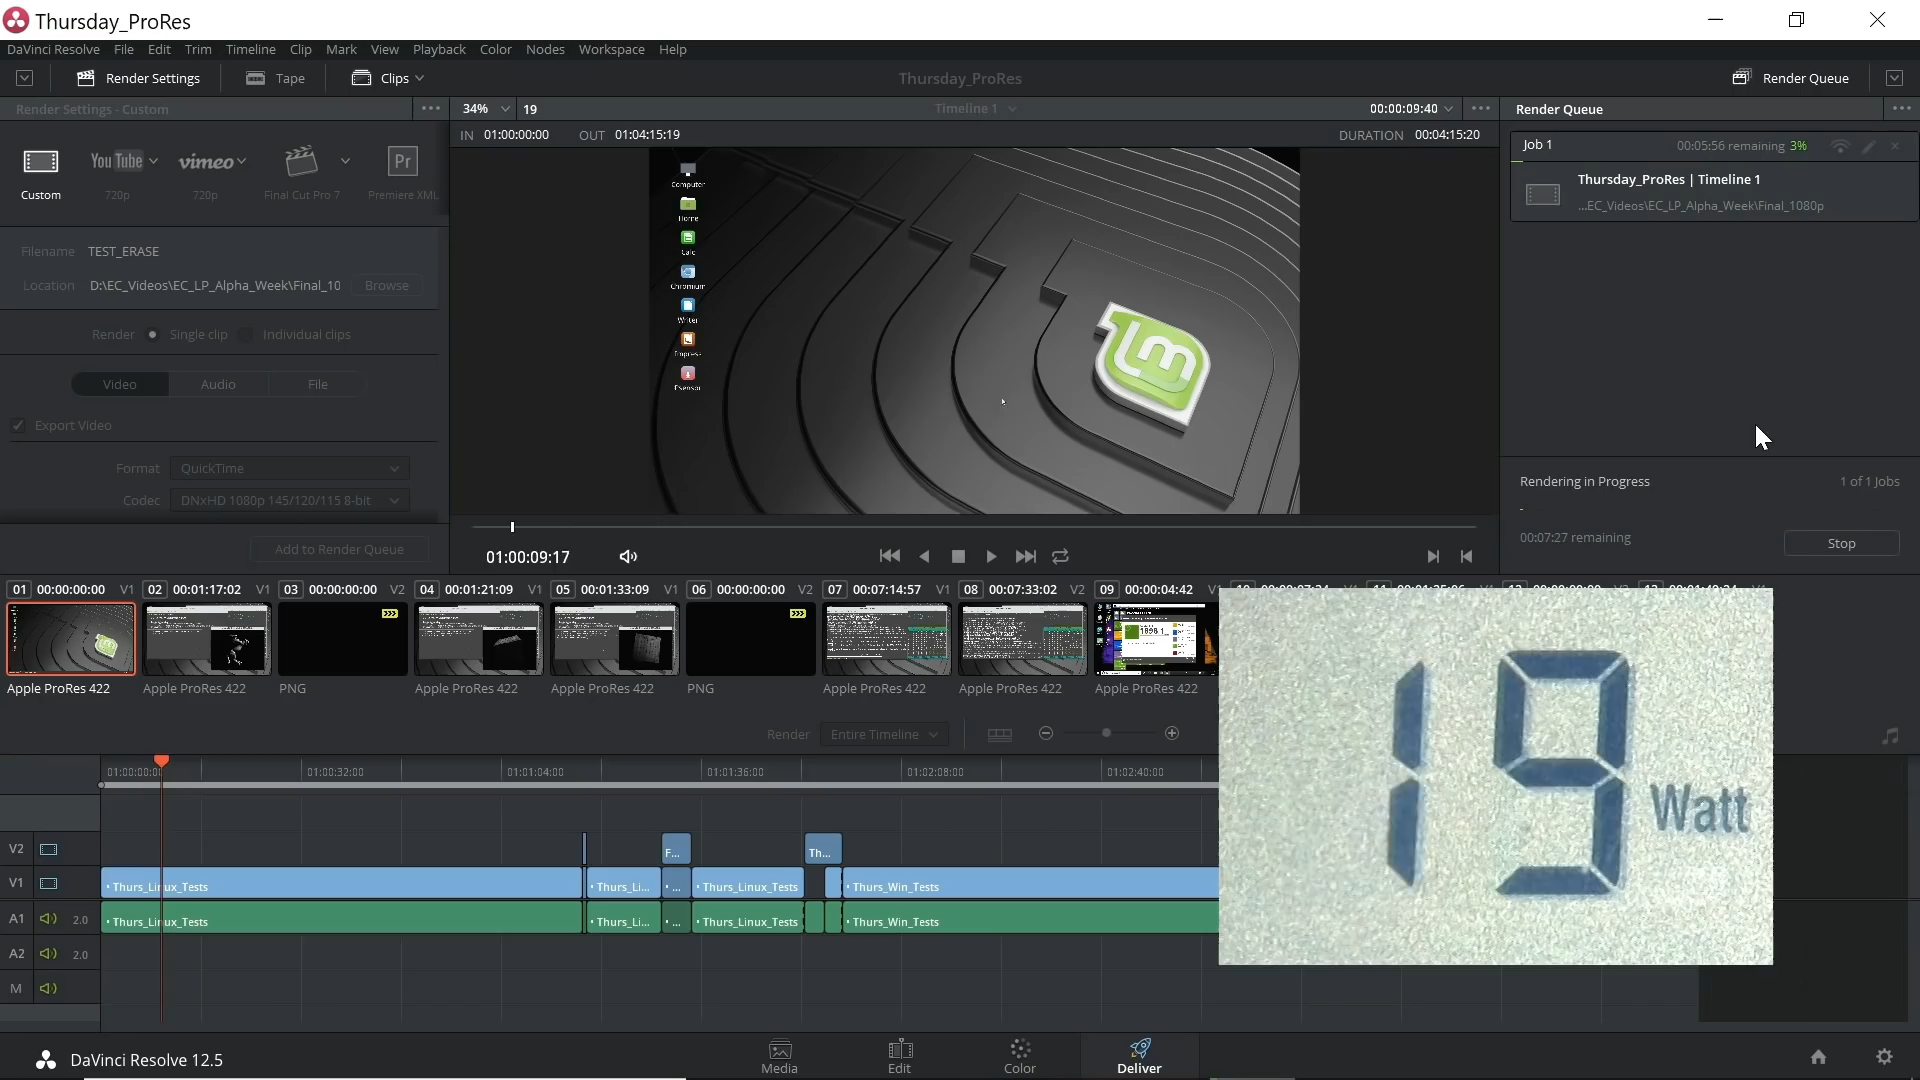 Thursday_ProRes
DaVinci Resolve File Edit Trim Timeline Clip Mark View Playback Color Nodes Workspace Help
Render Settings Tape Clips Thursday_ProRes Render Queue
Render Settings - Custom 34% 19 Timeline 1 00:00:09:40 Render Queue
IN 01:00:00:00 OUT 01:04:15:19 DURATION 00:04:15:20
Job 1 00:05:56 remaining 3%
Thursday_ProRes | Timeline 1
...EC_Videos\EC_LP_Alpha_Week\Final_1080p
YouTube vimeo Pr
Custom 720p 720p Final Cut Pro 7 Premiere XML
Filename TEST_ERASE
Location D:\EC_Videos\EC_LP_Alpha_Week\Final_10 Browse
Render Single clip Individual clips
Video Audio File
Export Video
Format QuickTime
Codec DNxHD 1080p 145/120/115 8-bit
Add to Render Queue
Computer
Home
Calc
Chromium
Writer
Impress
Psensor
01:00:09:17
Rendering in Progress 1 of 1 Jobs
-
00:07:27 remaining Stop
01 00:00:00:00 V1 02 00:01:17:02 V1 03 00:00:00:00 V2 04 00:01:21:09 V1 05 00:01:33:09 V1 06 00:00:00:00 V2 07 00:07:14:57 V1 08 00:07:33:02 V2 09 00:00:04:42
Apple ProRes 422 Apple ProRes 422 PNG Apple ProRes 422 Apple ProRes 422 PNG Apple ProRes 422 Apple ProRes 422 Apple ProRes 422
Render Entire Timeline
19 Watt
01:00:32:00 01:01:04:00 01:01:36:00 01:02:08:00 01:02:40:00
V2 F... Th...
V1 Thurs_Linux_Tests Thurs_Li... ... Thurs_Linux_Tests Thurs_Win_Tests
A1 2.0 Thurs_Linux_Tests Thurs_Li... ... Thurs_Linux_Tests Thurs_Win_Tests
A2 2.0
M
DaVinci Resolve 12.5 Media Edit Color Deliver